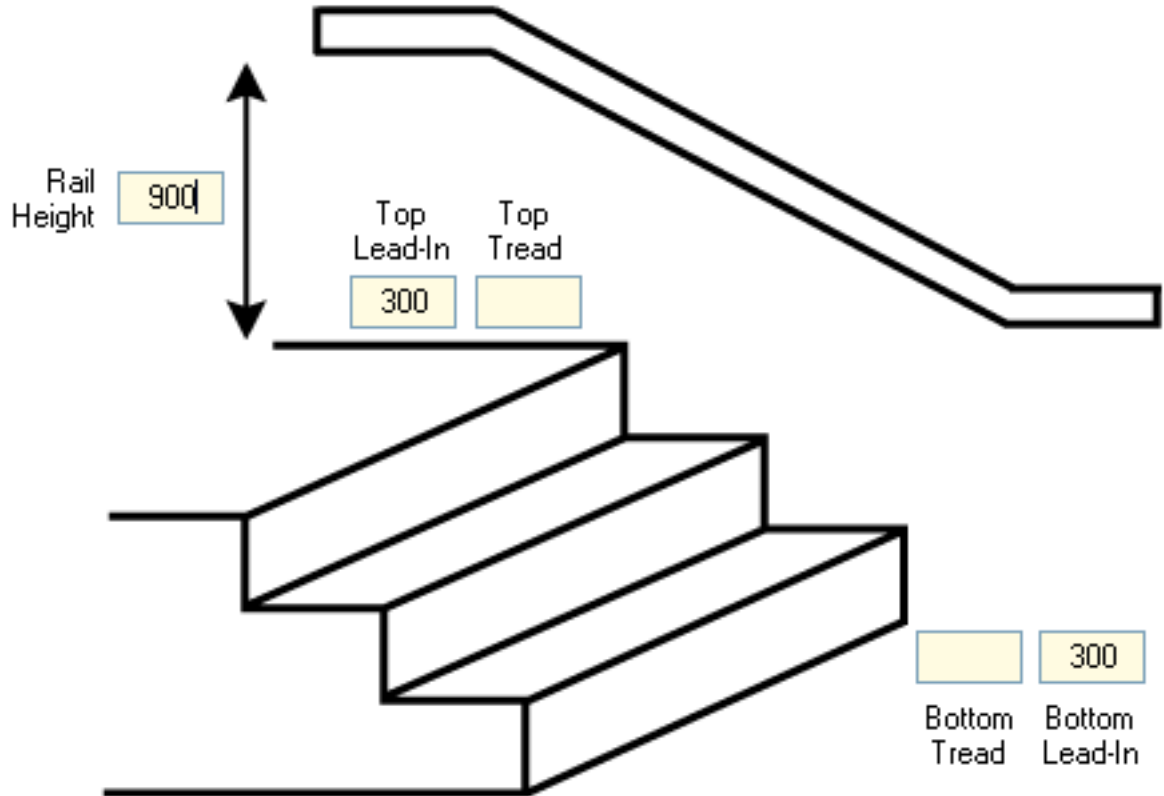 Rail
Height
900
Top
Lead-In
Top
Tread
300
300
Bottom
Tread
Bottom
Lead-In